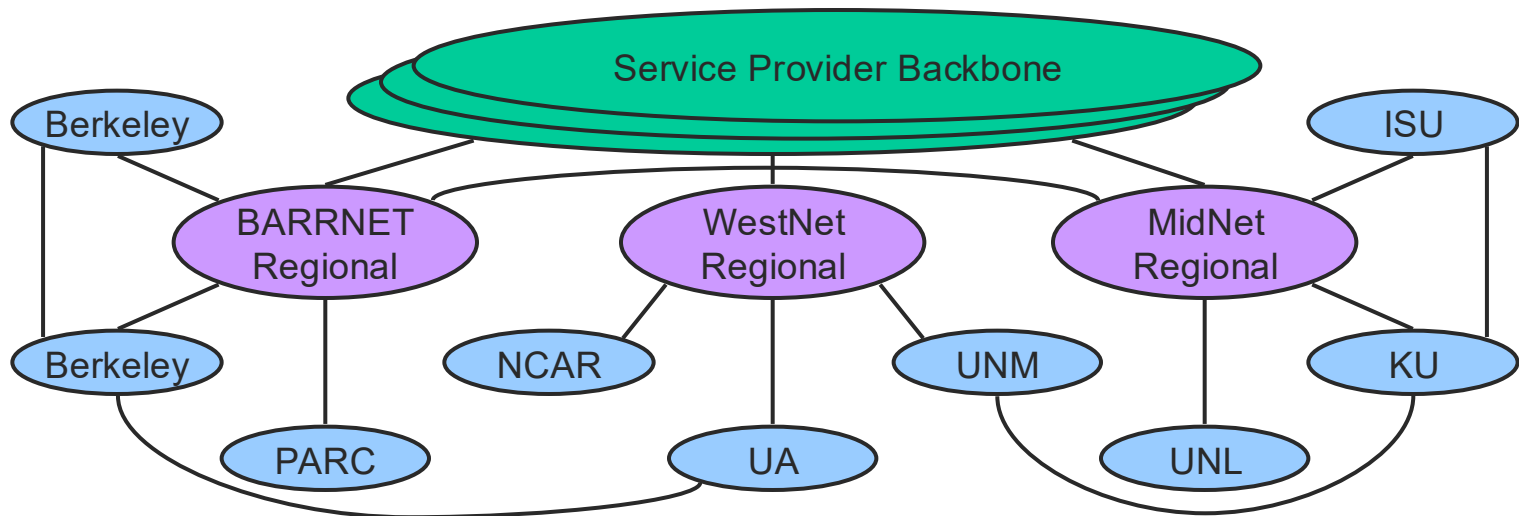 Service Provider Backbone
Berkeley
ISU
BARRNET
Regional
WestNet
Regional
MidNet
Regional
Berkeley
NCAR
UNM
KU
PARC
UA
UNL